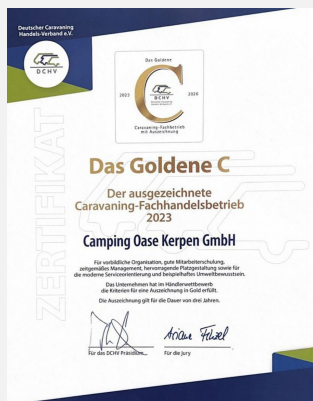 Deutscher Caravaning
Handels-Verband e.V.
DCHV
Das Goldene
2023 C 2026
DCHV
Caravaning-Fachbetrieb
mit Auszeichnung
ZERTIFIKAT
Das Goldene C
Der ausgezeichnete
Caravaning-Fachhandelsbetrieb
2023
Camping Oase Kerpen GmbH
Für vorbildliche Organisation, gute Mitarbeiterschulung,
zeitgemäßes Management, hervorragende Platzgestaltung sowie für
die moderne Serviceorientierung und beispielhaftes Umweltbewusstsein.
Das Unternehmen hat im Händlerwettbewerb
die Kriterien für eine Auszeichnung in Gold erfüllt.
Die Auszeichnung gilt für die Dauer von drei Jahren.
Für das DCHV Präsidium
Für die Jury